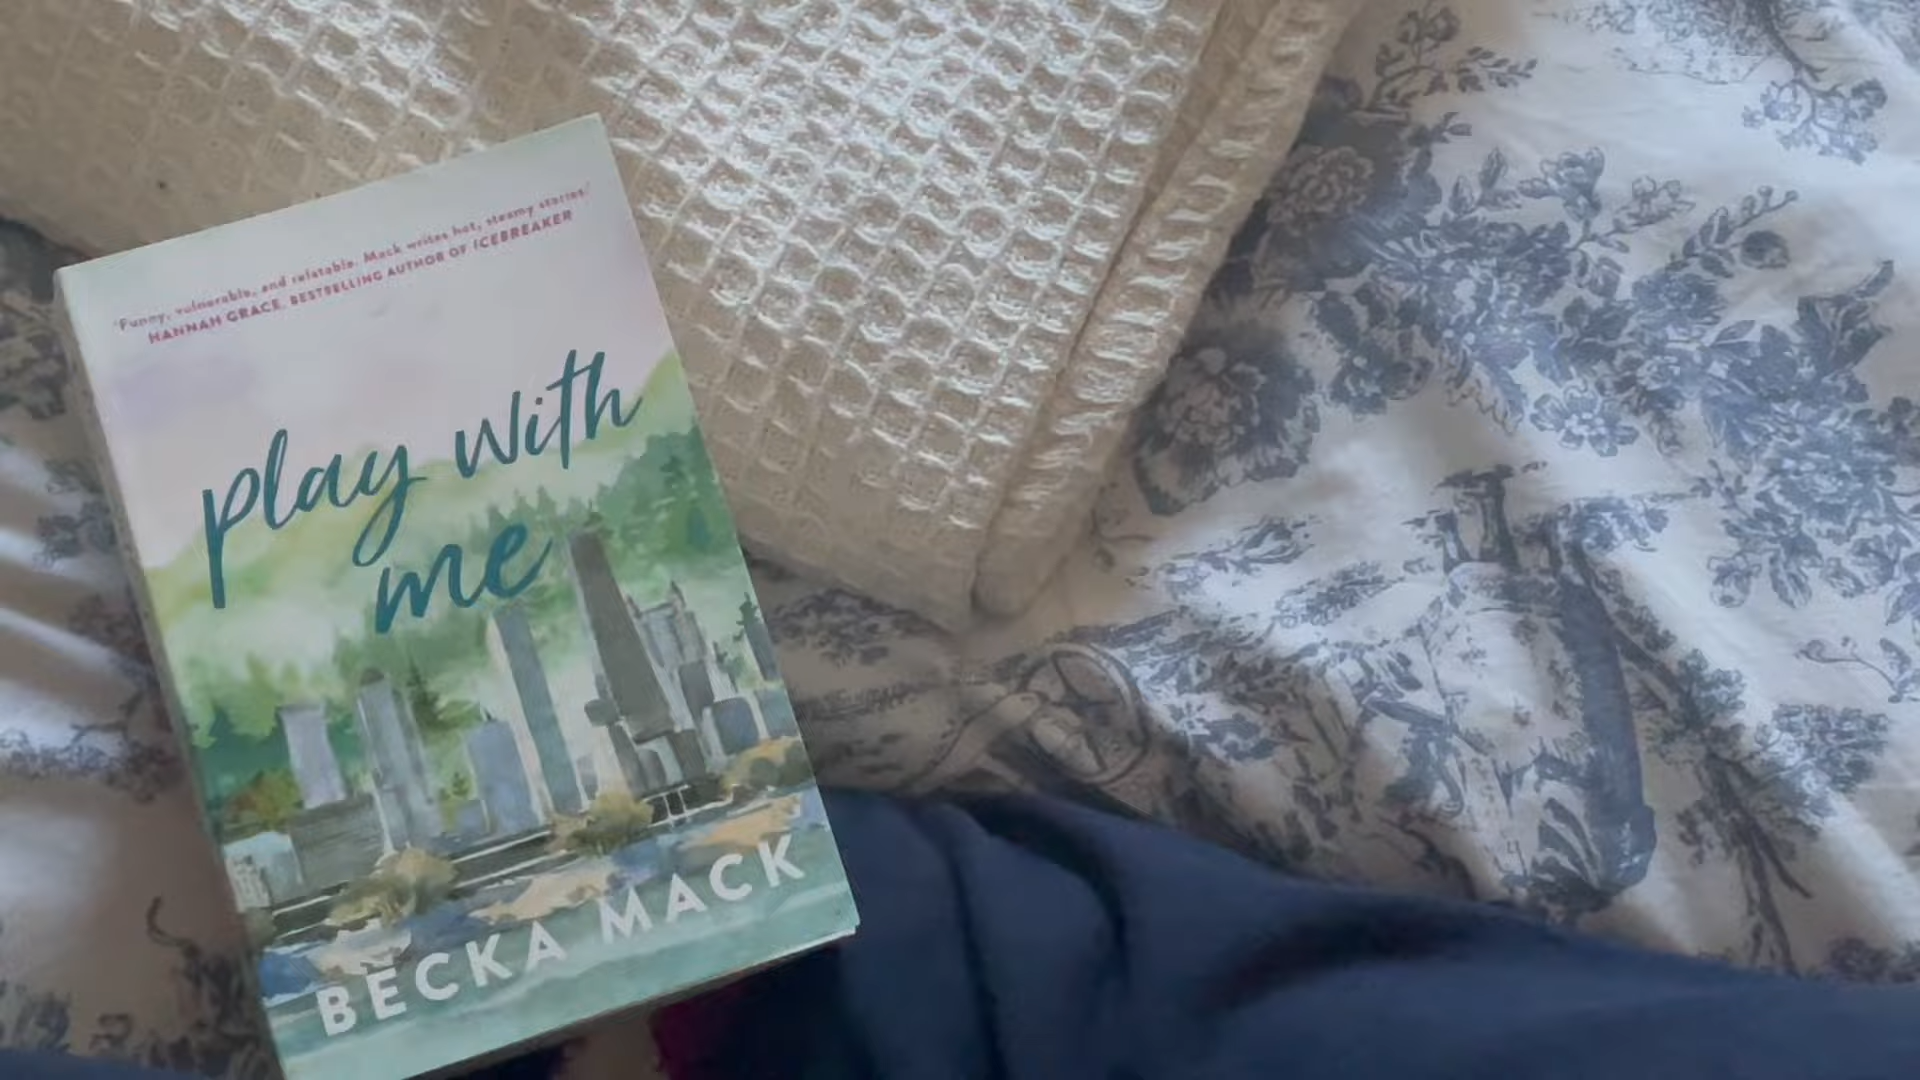 "Funny, vulnerable, and relatable. Mack writes hot, steamy stories"
HANNAH GRACE, BESTSELLING AUTHOR OF ICEBREAKER
play with
me
BECKA MACK